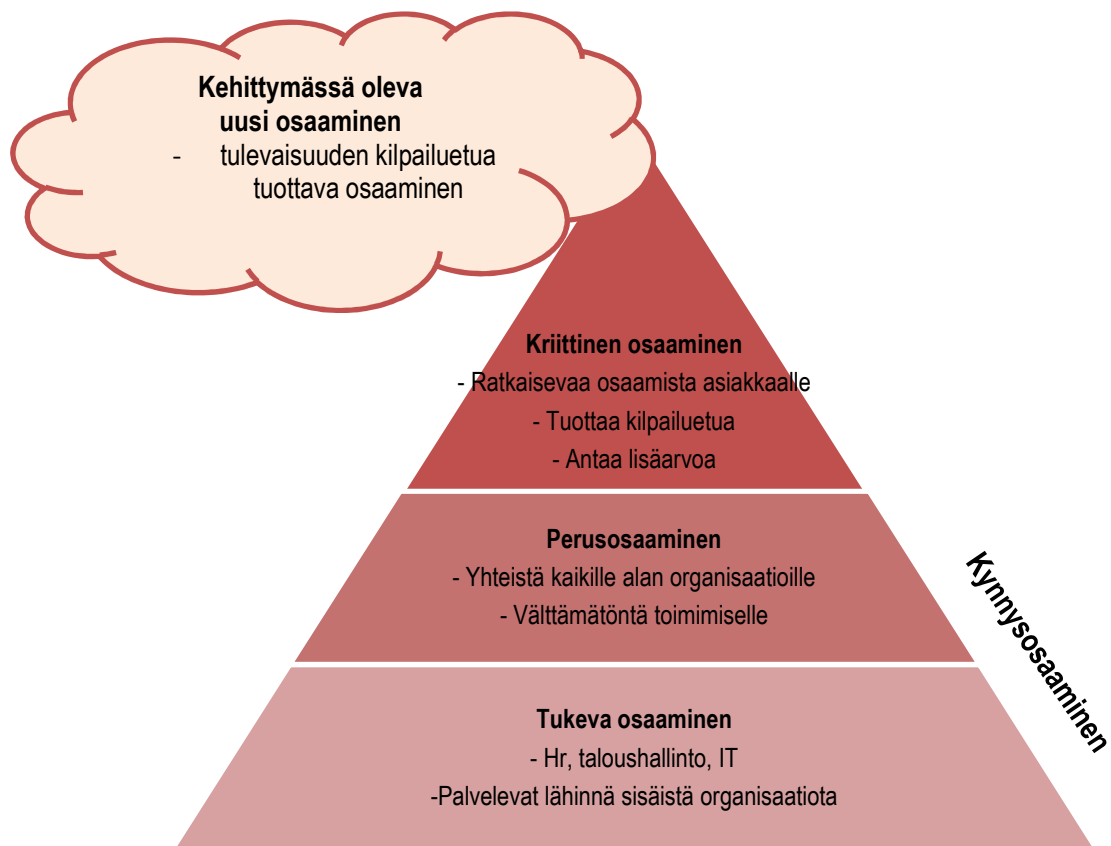 Kehittymässä oleva
uusi osaaminen
- tulevaisuuden kilpailuetua
tuottava osaaminen
Kriittinen osaaminen
- Ratkaisevaa osaamista asiakkaalle
- Tuottaa kilpailuetua
- Antaa lisäarvoa
Perusosaaminen
- Yhteistä kaikille alan organisaatioille
- Välttämätöntä toimimiselle
Kynnysosaaminen
Tukeva osaaminen
- Hr, taloushallinto, IT
-Palvelevat lähinnä sisäistä organisaatiota